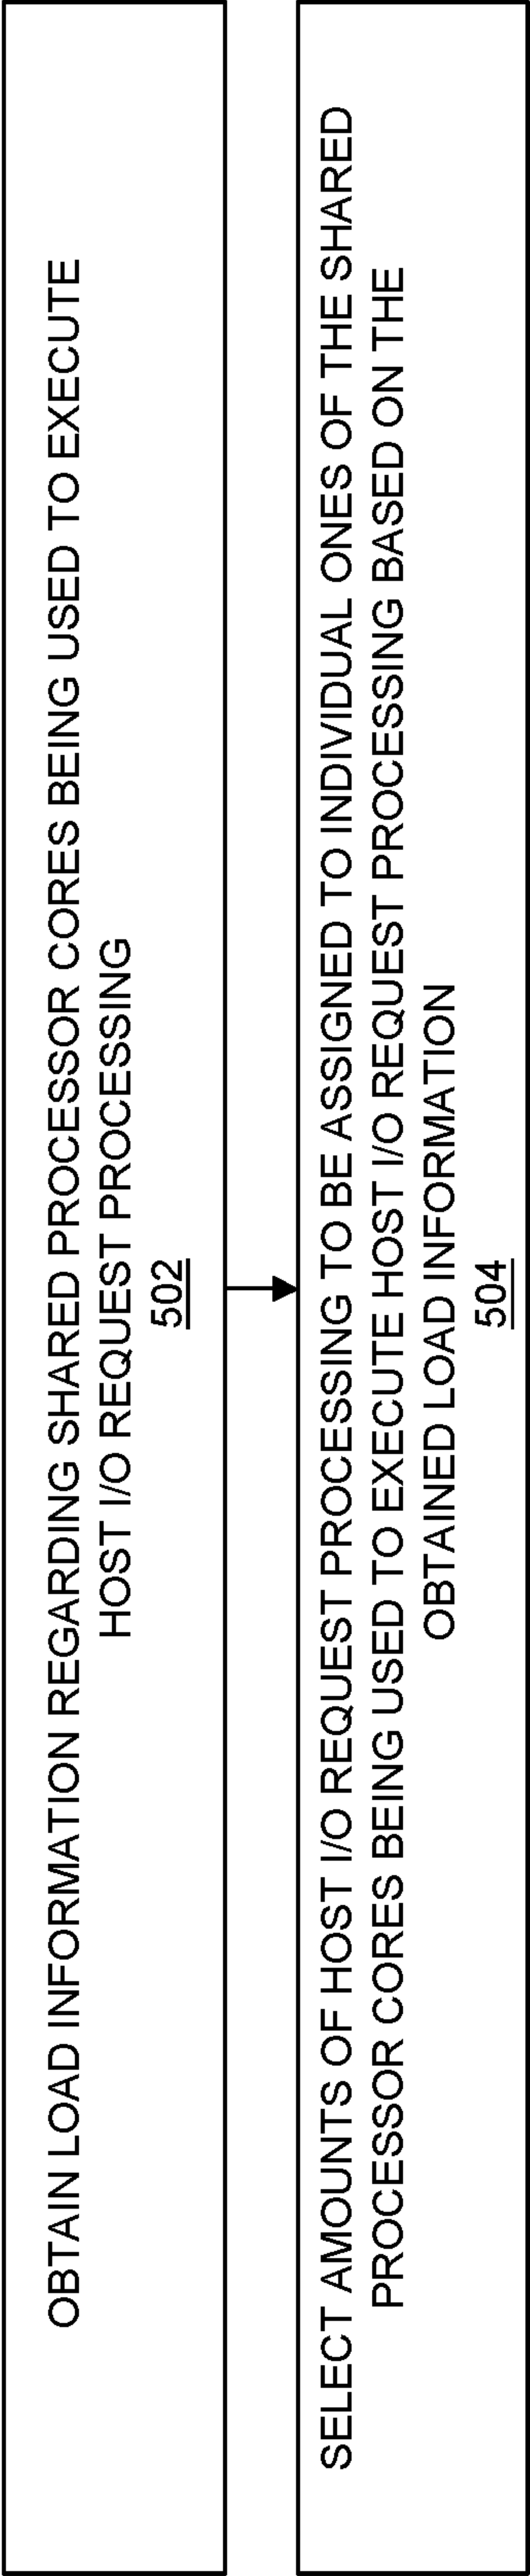 OBTAIN LOAD INFORMATION REGARDING SHARED PROCESSOR CORES BEING USED TO EXECUTE
HOST I/O REQUEST PROCESSING
502
SELECT AMOUNTS OF HOST I/O REQUEST PROCESSING TO BE ASSIGNED TO INDIVIDUAL ONES OF THE SHARED
PROCESSOR CORES BEING USED TO EXECUTE HOST I/O REQUEST PROCESSING BASED ON THE
OBTAINED LOAD INFORMATION
504